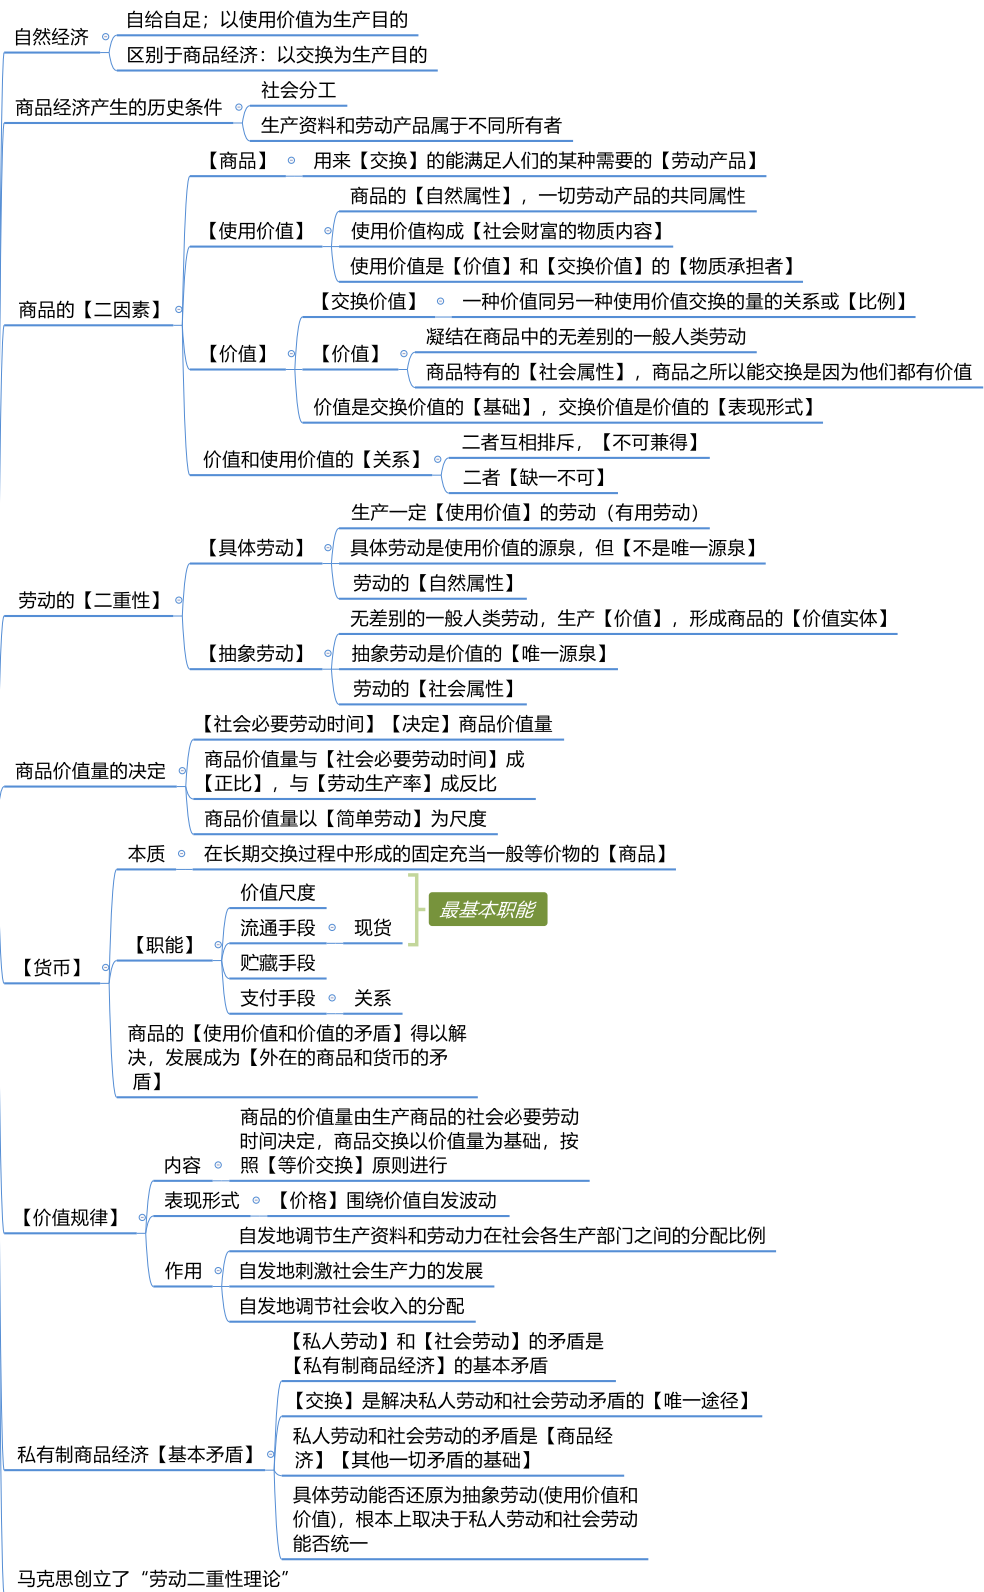 自然经济
自给自足；以使用价值为生产目的
区别于商品经济：以交换为生产目的
商品经济产生的历史条件
社会分工
生产资料和劳动产品属于不同所有者
商品的【二因素】
【商品】
用来【交换】的能满足人们的某种需要的【劳动产品】
【使用价值】
商品的【自然属性】，一切劳动产品的共同属性
使用价值构成【社会财富的物质内容】
使用价值是【价值】和【交换价值】的【物质承担者】
【价值】
【交换价值】
一种价值同另一种使用价值交换的量的关系或【比例】
【价值】
凝结在商品中的无差别的一般人类劳动
商品特有的【社会属性】，商品之所以能交换是因为他们都有价值
价值是交换价值的【基础】，交换价值是价值的【表现形式】
价值和使用价值的【关系】
二者互相排斥，【不可兼得】
二者【缺一不可】
劳动的【二重性】
【具体劳动】
生产一定【使用价值】的劳动（有用劳动）
具体劳动是使用价值的源泉，但【不是唯一源泉】
劳动的【自然属性】
【抽象劳动】
无差别的一般人类劳动，生产【价值】，形成商品的【价值实体】
抽象劳动是价值的【唯一源泉】
劳动的【社会属性】
商品价值量的决定
【社会必要劳动时间】【决定】商品价值量
商品价值量与【社会必要劳动时间】成
【正比】，与【劳动生产率】成反比
商品价值量以【简单劳动】为尺度
【货币】
本质
在长期交换过程中形成的固定充当一般等价物的【商品】
【职能】
价值尺度
流通手段
现货
最基本职能
贮藏手段
支付手段
关系
商品的【使用价值和价值的矛盾】得以解
决，发展成为【外在的商品和货币的矛
盾】
【价值规律】
内容
商品的价值量由生产商品的社会必要劳动
时间决定，商品交换以价值量为基础，按
照【等价交换】原则进行
表现形式
【价格】围绕价值自发波动
作用
自发地调节生产资料和劳动力在社会各生产部门之间的分配比例
自发地刺激社会生产力的发展
自发地调节社会收入的分配
私有制商品经济【基本矛盾】
【私人劳动】和【社会劳动】的矛盾是
【私有制商品经济】的基本矛盾
【交换】是解决私人劳动和社会劳动矛盾的【唯一途径】
私人劳动和社会劳动的矛盾是【商品经
济】【其他一切矛盾的基础】
具体劳动能否还原为抽象劳动(使用价值和
价值)，根本上取决于私人劳动和社会劳动
能否统一
马克思创立了“劳动二重性理论”